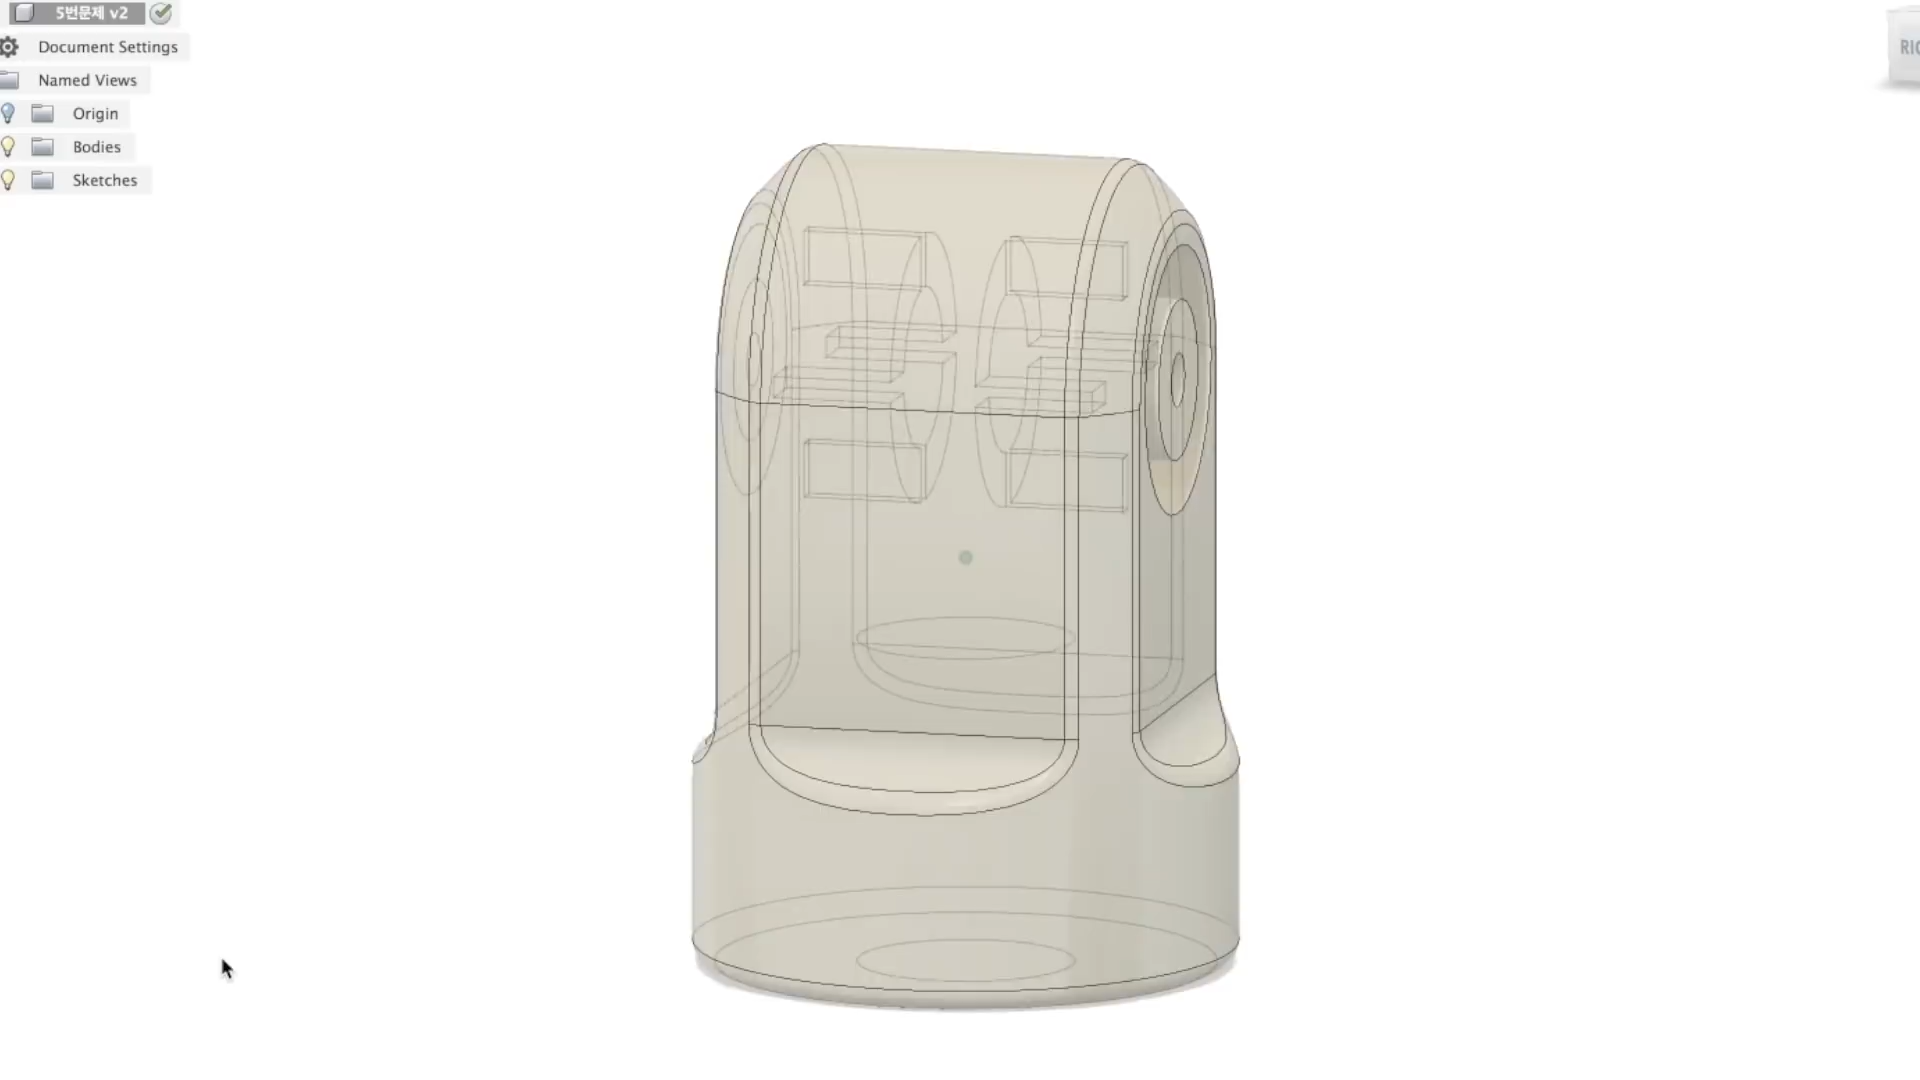 5번문제 v2
Document Settings
Named Views
Origin
Bodies
Sketches